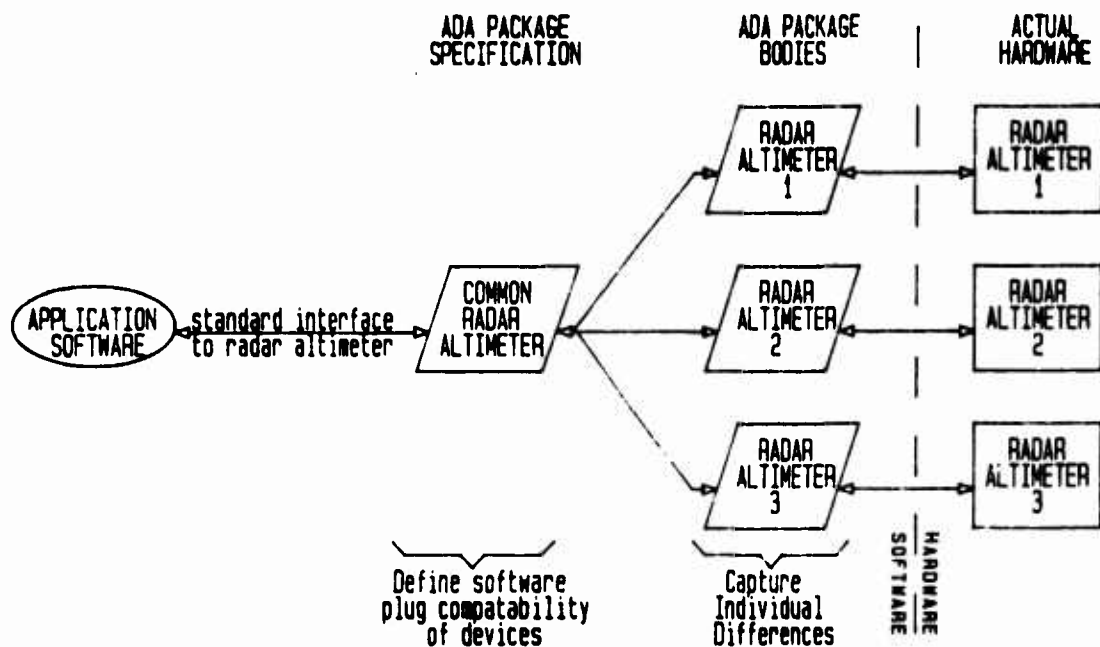 ADA PACKAGE
SPECIFICATION
ADA PACKAGE
BODIES
ACTUAL
HARDWARE
RADAR
ALTIMETER
1
RADAR
ALTIMETER
1
APPLICATION
SOFTWARE
standard interface
to radar altimeter
COMMON
RADAR
ALTIMETER
RADAR
ALTIMETER
2
RADAR
ALTIMETER
2
RADAR
ALTIMETER
3
RADAR
ALTIMETER
3
Define software
plug compatability
of devices
Capture
Individual
Differences
HARDWARE
SOFTWARE